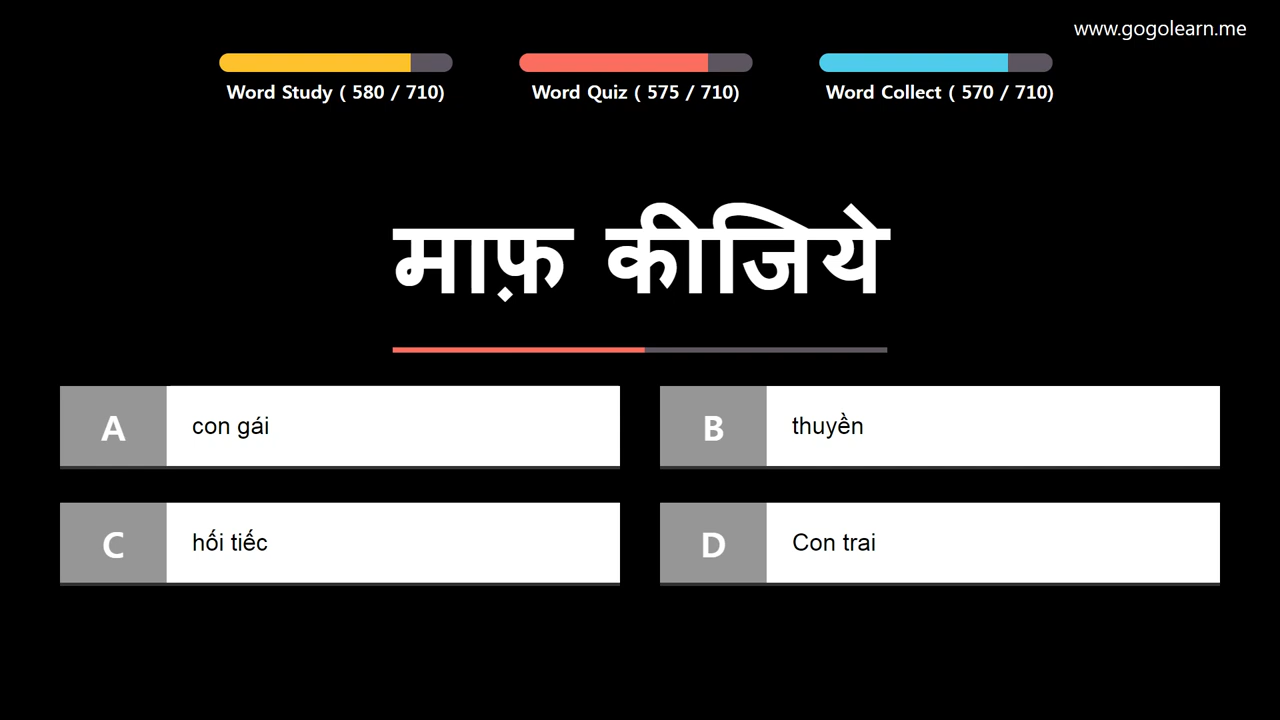 www.gogolearn.me
Word Study ( 580 / 710)
Word Quiz ( 575 / 710)
Word Collect ( 570 / 710)
माफ़ कीजिये
A con gái
B thuyền
C hối tiếc
D Con trai